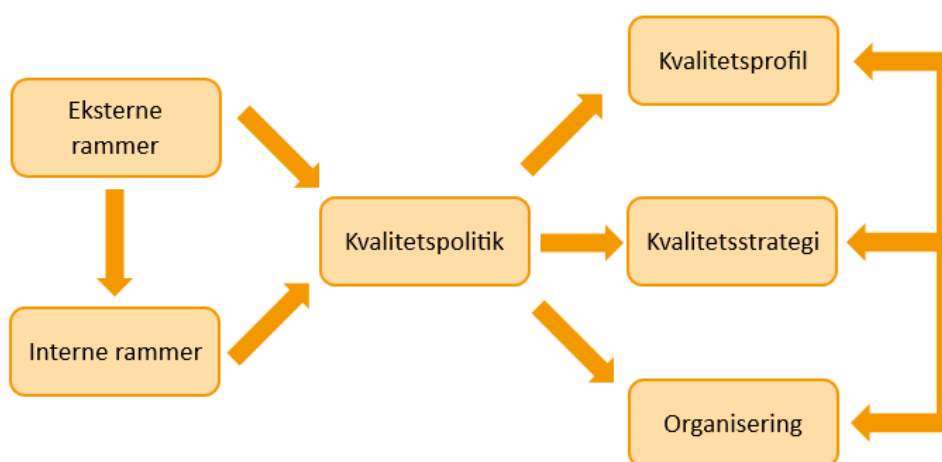 Eksterne
rammer
Interne rammer
Kvalitetspolitik
Kvalitetsprofil
Kvalitetsstrategi
Organisering